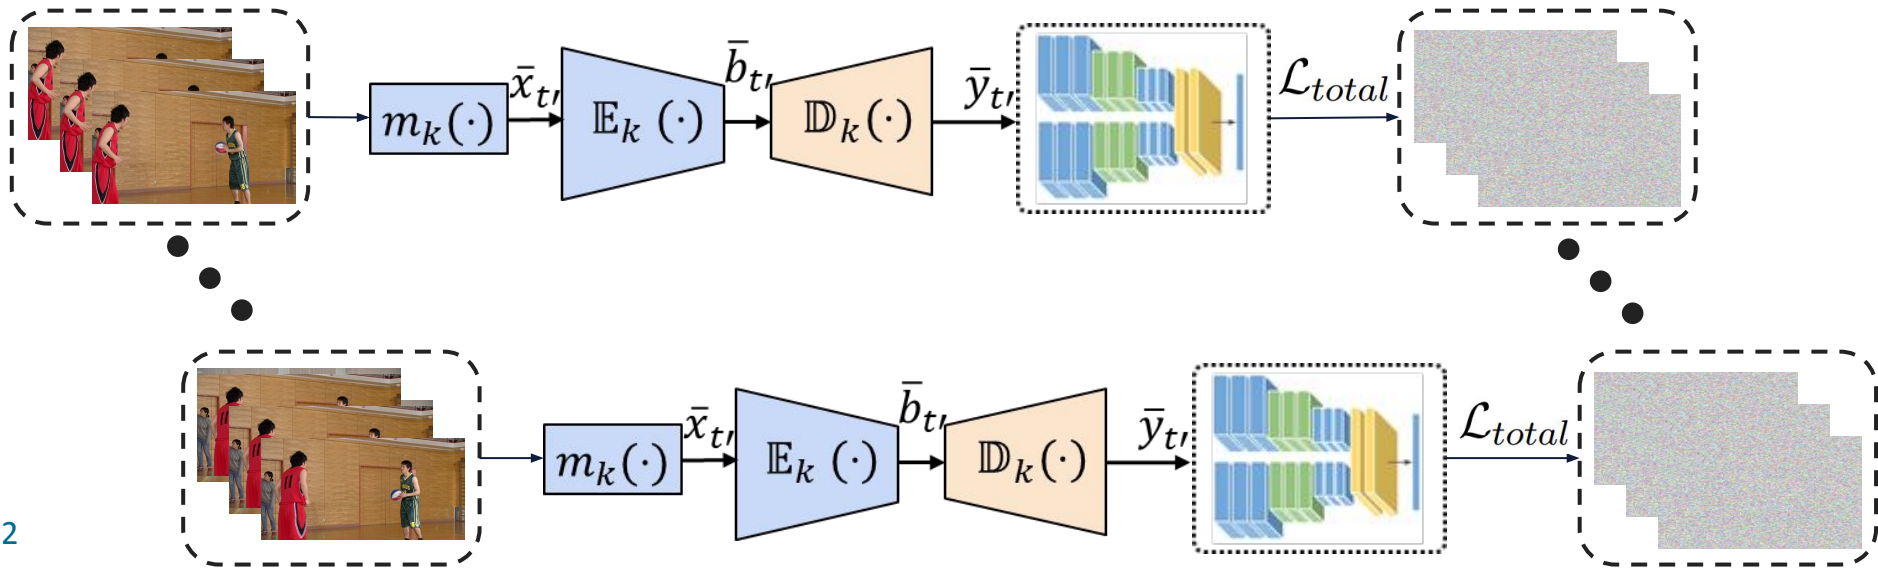 m_k(·) x̄_t′ 𝔼_k (·) b̄_t′ 𝔻_k(·) ȳ_t′ ℒ_total
m_k(·) x̄_t′ 𝔼_k (·) b̄_t′ 𝔻_k(·) ȳ_t′ ℒ_total
2